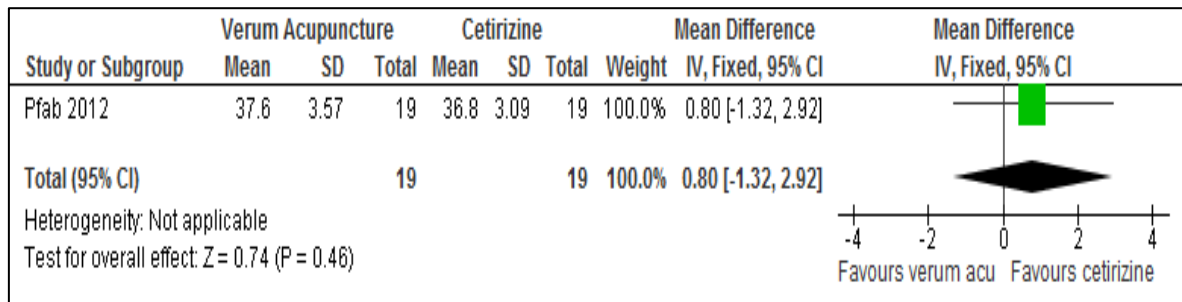 Verum Acupuncture Cetirizine Mean Difference Mean Difference
Study or Subgroup Mean SD Total Mean SD Total Weight IV, Fixed, 95% CI IV, Fixed, 95% CI
Pfab 2012 37.6 3.57 19 36.8 3.09 19 100.0% 0.80 [-1.32, 2.92]
Total (95% CI) 19 19 100.0% 0.80 [-1.32, 2.92]
Heterogeneity: Not applicable
Test for overall effect: Z = 0.74 (P = 0.46)
-4 -2 0 2 4
Favours verum acu Favours cetirizine